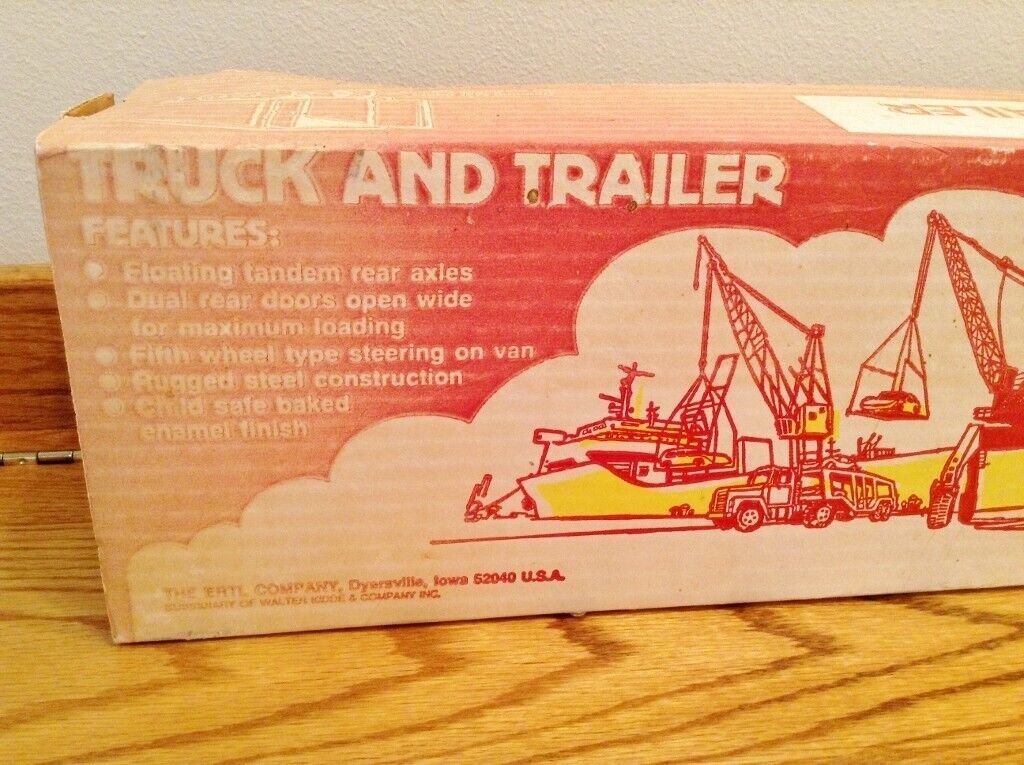 TRUCK AND TRAILER
FEATURES:
Floating tandem rear axles
Dual rear doors open wide
for maximum loading
Fifth wheel type steering on van
Rugged steel construction
Child safe baked
enamel finish
THE ERTL COMPANY, Dyersville, Iowa 52040 U.S.A.
SUBSIDIARY OF WALTER KIDDE & COMPANY INC.